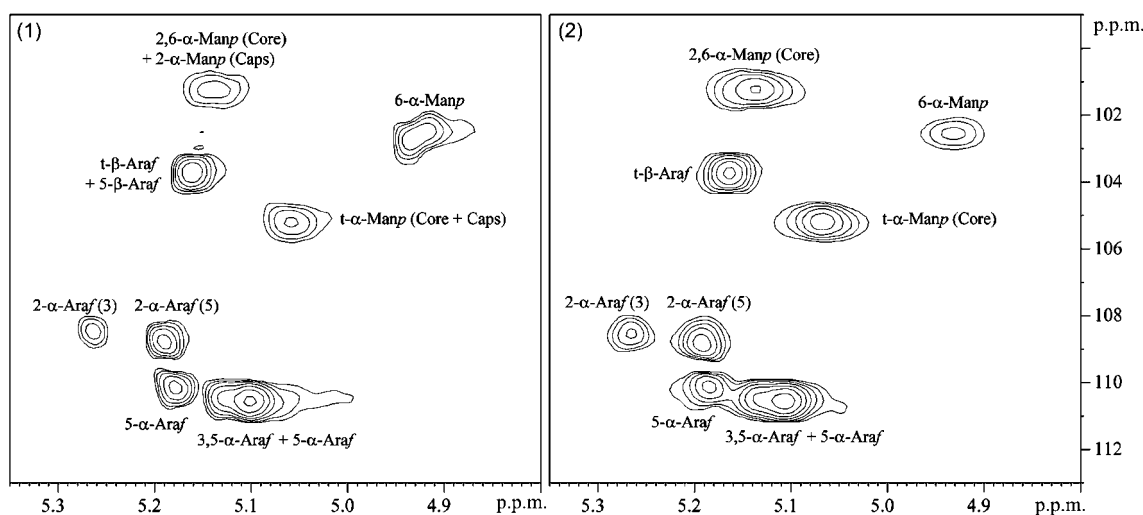 (1)
2,6-α-Manp (Core)
+ 2-α-Manp (Caps)
6-α-Manp
t-β-Araf
+ 5-β-Araf
t-α-Manp (Core + Caps)
2-α-Araf (3)
2-α-Araf (5)
5-α-Araf
3,5-α-Araf + 5-α-Araf
5.3
5.2
5.1
5.0
4.9
p.p.m.
(2)
2,6-α-Manp (Core)
6-α-Manp
t-β-Araf
t-α-Manp (Core)
2-α-Araf (3)
2-α-Araf (5)
5-α-Araf
3,5-α-Araf + 5-α-Araf
5.3
5.2
5.1
5.0
4.9
p.p.m.
p.p.m.
102
104
106
108
110
112